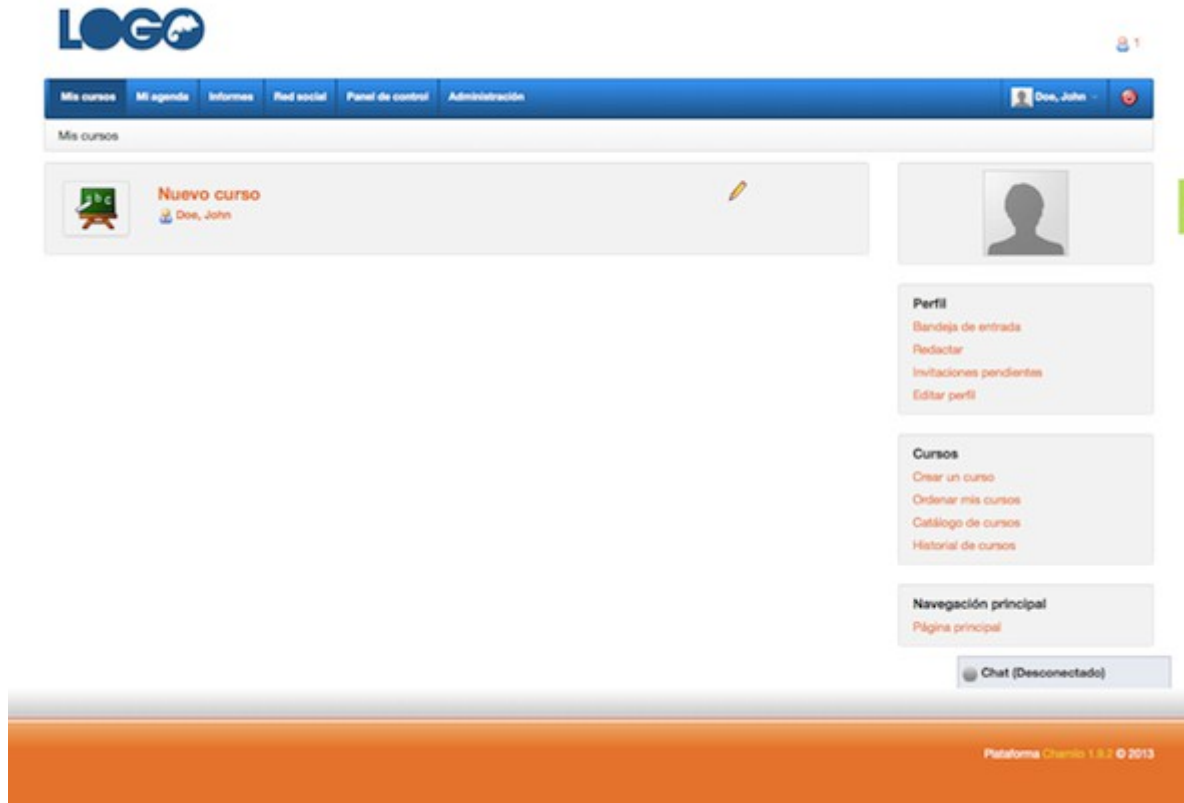 LOGO
1
Mis cursos Mi agenda Informes Red social Panel de control Administración Doe, John
Mis cursos
abc
Nuevo curso
Doe, John
Perfil
Bandeja de entrada
Redactar
Invitaciones pendientes
Editar perfil
Cursos
Crear un curso
Ordenar mis cursos
Catálogo de cursos
Historial de cursos
Navegación principal
Página principal
Chat (Desconectado)
Plataforma Chamilo 1.9.2 © 2013